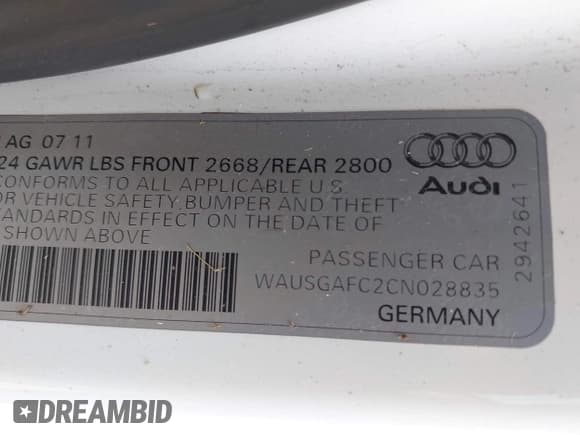 AG 07 11
24 GAWR LBS FRONT 2668/REAR 2800
CONFORMS TO ALL APPLICABLE U.S.
OR VEHICLE SAFETY, BUMPER AND THEFT
STANDARDS IN EFFECT ON THE DATE OF
SHOWN ABOVE
Audi
2942641
PASSENGER CAR
WAUSGAFC2CN028835
GERMANY
DREAMBID